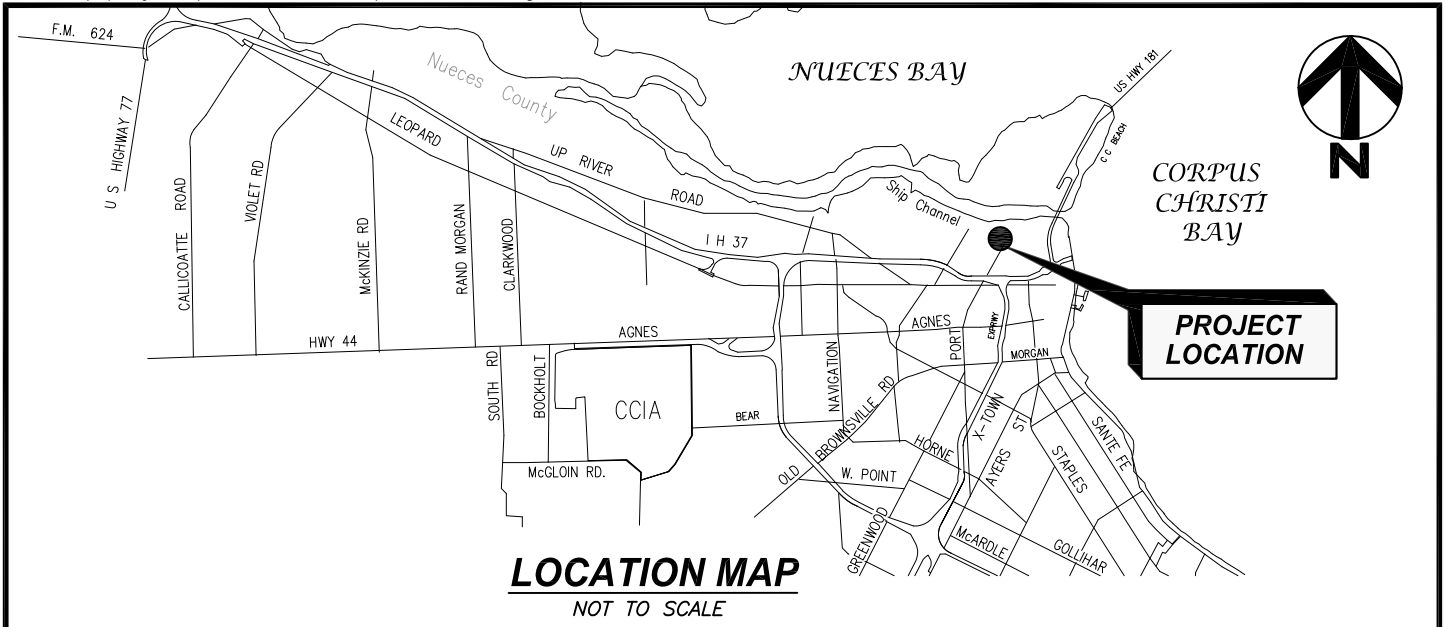 F.M. 624
U S HIGHWAY 77
CALLICOATTE ROAD
VIOLET RD
McKINZIE RD
LEOPARD
RAND MORGAN
CLARKWOOD
Nueces County
UP RIVER
ROAD
I H 37
NUECES BAY
US HWY 181
C C BEACH
Ship Channel
CORPUS
CHRISTI
BAY
N
PROJECT
LOCATION
HWY 44
AGNES
AGNES
SOUTH RD
BOCKHOLT
CCIA
BEAR
McGLOIN RD.
NAVIGATION
OLD BROWNSVILLE RD
W. POINT
HORNE
GREENWOOD
PORT
EXPRWY
X-TOWN
MORGAN
AYERS ST
STAPLES
SANTE FE
McARDLE
GOLLIHAR
LOCATION MAP
NOT TO SCALE